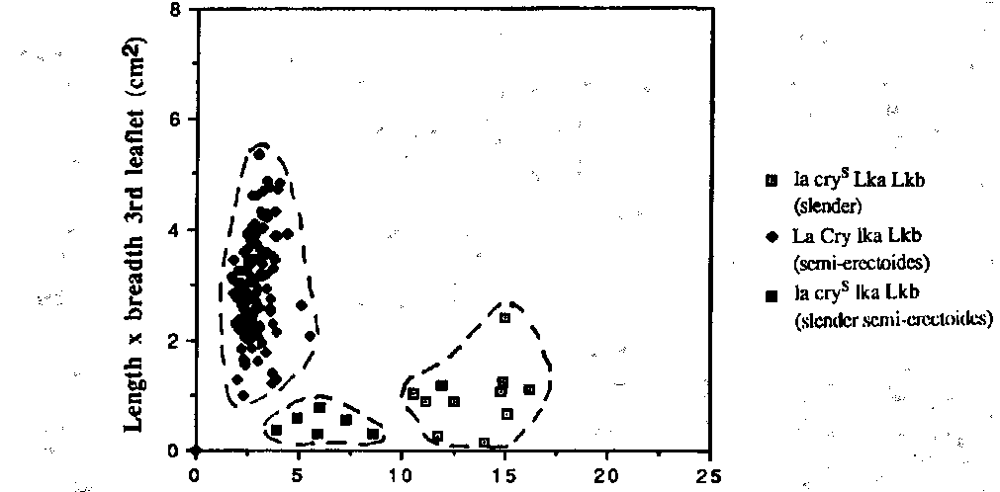 8
6
4
2
0
0
5
10
15
20
25
Length x breadth 3rd leaflet (cm²)
la cryˢ Lka Lkb
(slender)
La Cry lka Lkb
(semi-erectoides)
la cryˢ lka Lkb
(slender semi-erectoides)